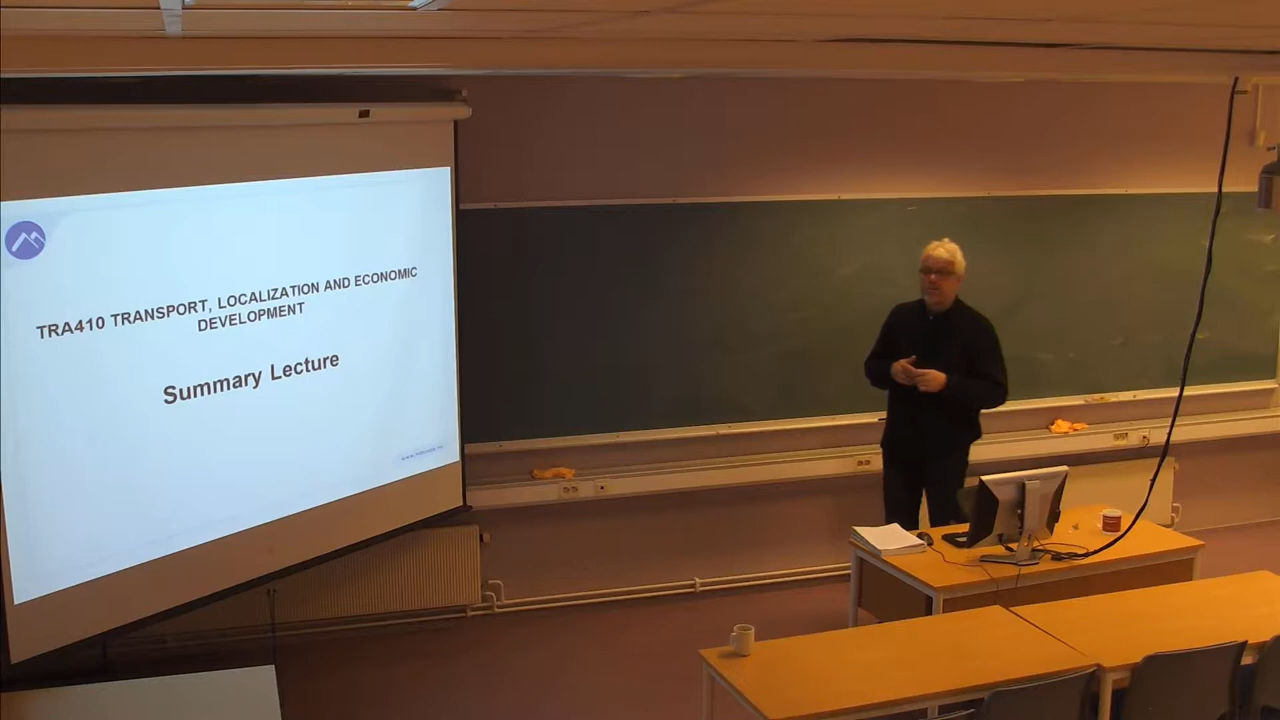 TRA410 TRANSPORT, LOCALIZATION AND ECONOMIC
DEVELOPMENT
Summary Lecture